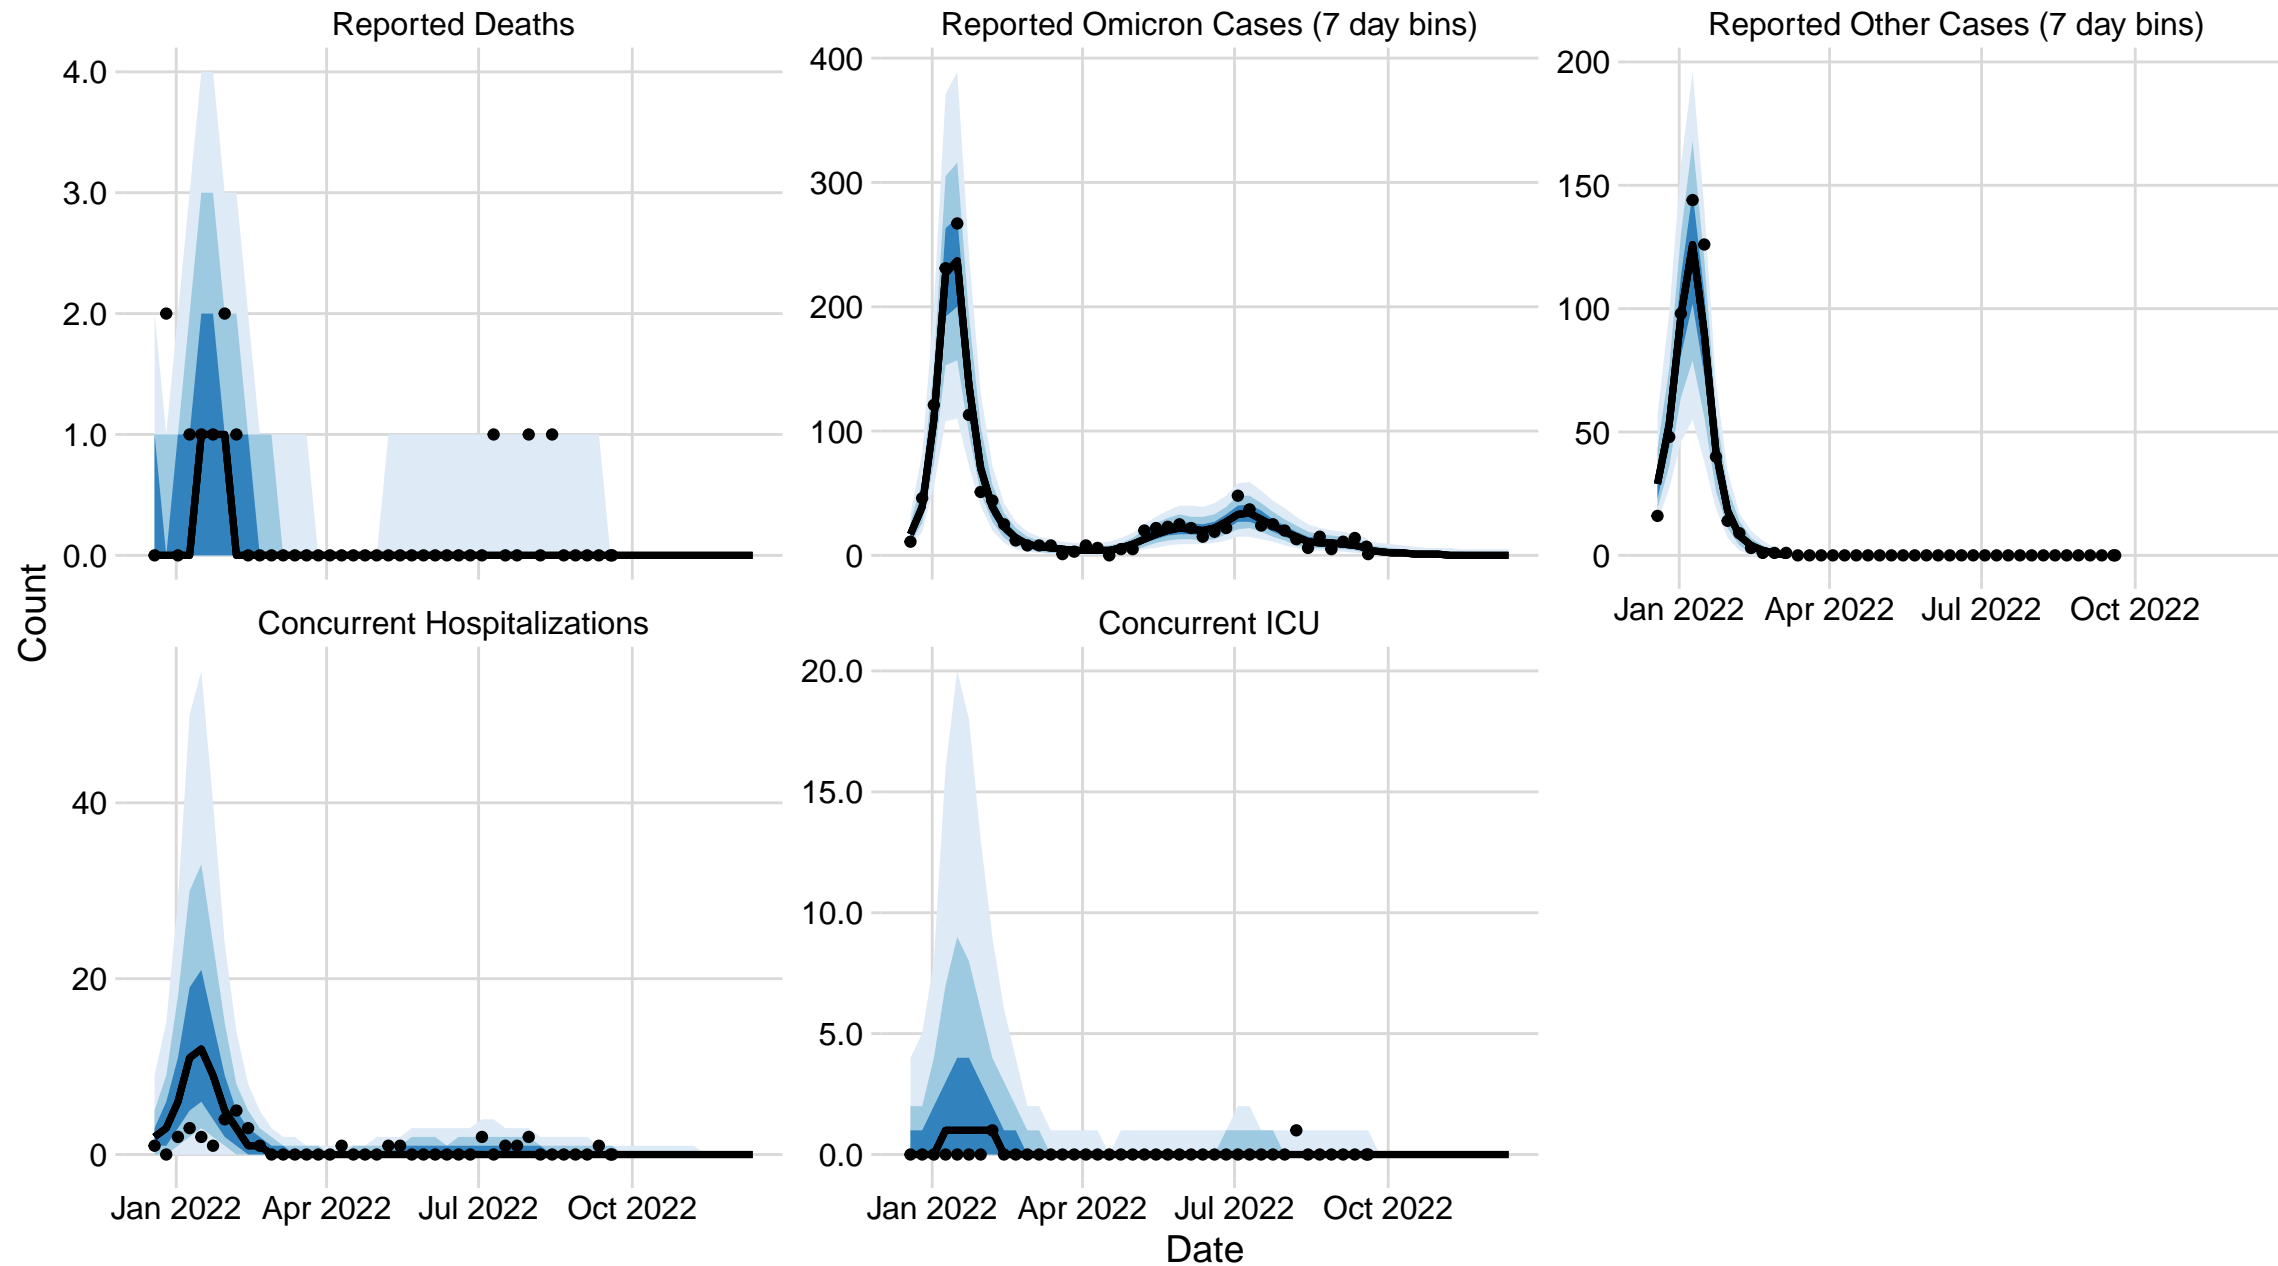 Reported Deaths
Reported Omicron Cases (7 day bins)
Reported Other Cases (7 day bins)
4.0
3.0
2.0
1.0
0.0
400
300
200
100
0
200
150
100
50
0
Jan 2022 Apr 2022 Jul 2022 Oct 2022
Count
Concurrent Hospitalizations
Concurrent ICU
40
20
0
20.0
15.0
10.0
5.0
0.0
Jan 2022 Apr 2022 Jul 2022 Oct 2022
Jan 2022 Apr 2022 Jul 2022 Oct 2022
Date